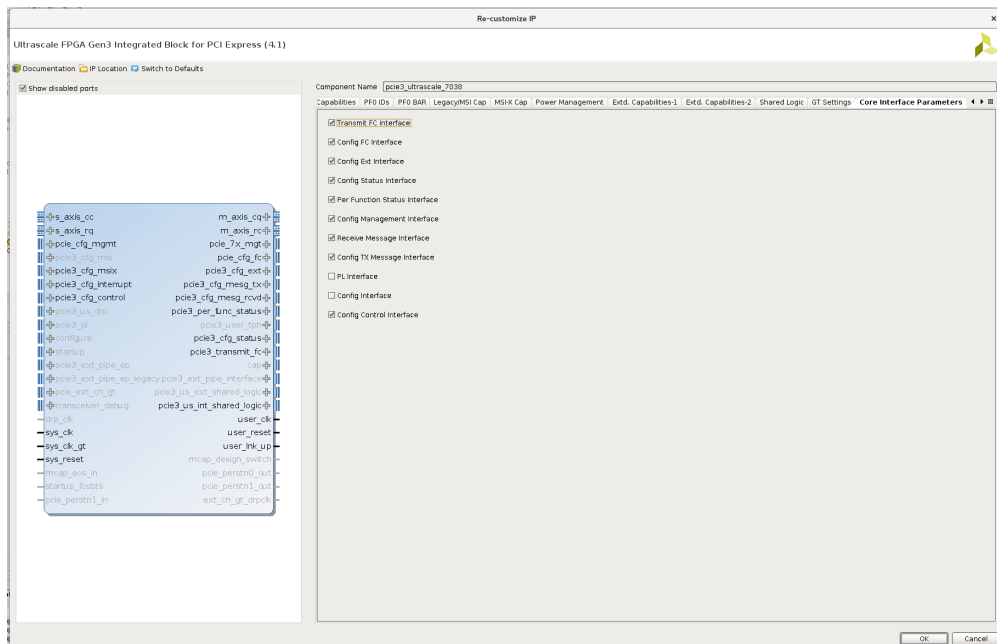 Re-customize IP
Ultrascale FPGA Gen3 Integrated Block for PCI Express (4.1)
Documentation IP Location Switch to Defaults
Show disabled ports
Component Name pcie3_ultrascale_7038
Capabilities PF0 IDs PF0 BAR Legacy/MSI Cap MSI-X Cap Power Management Extd. Capabilities-1 Extd. Capabilities-2 Shared Logic GT Settings Core Interface Parameters
Transmit FC Interface
Config FC Interface
Config Ext Interface
Config Status Interface
Per Function Status Interface
Config Management Interface
Receive Message Interface
Config TX Message Interface
PL Interface
Config Interface
Config Control Interface
s_axis_cc m_axis_cq
s_axis_rq m_axis_rc
pcie_cfg_mgmt pcie_7x_mgt
pcie3_cfg_msi pcie_cfg_fc
pcie3_cfg_msix pcie3_cfg_ext
pcie3_cfg_interrupt pcie3_cfg_mesg_tx
pcie3_cfg_control pcie3_cfg_mesg_rcvd
pcie3_us_drp pcie3_per_func_status
pcie3_pl pcie3_user_tph
configure pcie3_cfg_status
startup pcie3_transmit_fc
pcie3_ext_pipe_ep cap
pcie3_ext_pipe_ep_legacy pcie3_ext_pipe_interface
pcie_ext_ch_gt pcie3_us_ext_shared_logic
transceiver_debug pcie3_us_int_shared_logic
drp_clk user_clk
sys_clk user_reset
sys_clk_gt user_lnk_up
sys_reset mcap_design_switch
mcap_eos_in pcie_perstn0_out
startup_fcsbts pcie_perstn1_out
pcie_perstn1_in ext_ch_gt_drpclk
OK Cancel